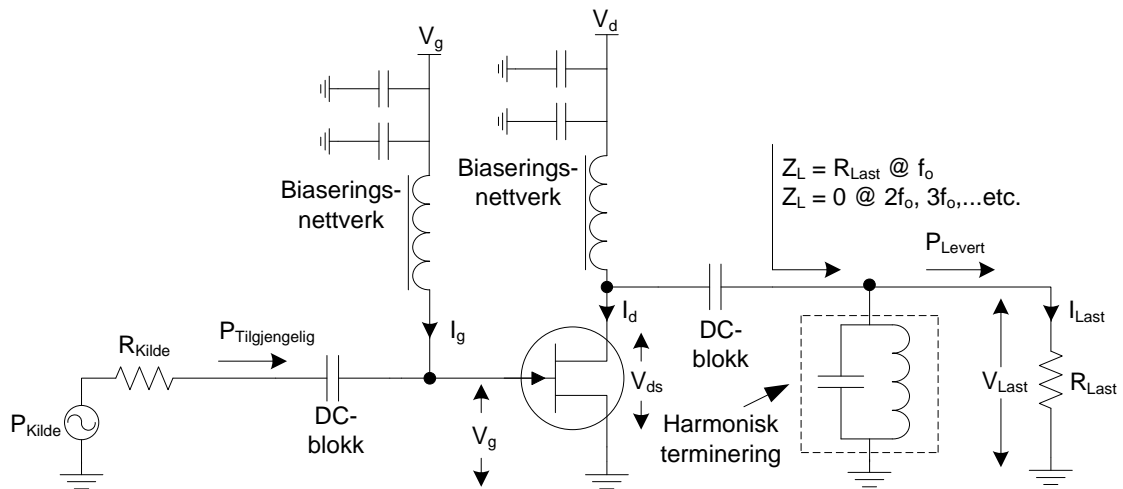 V_g
V_d
Biaserings-
nettverk
Biaserings-
nettverk
Z_L = R_Last @ f_o
Z_L = 0 @ 2f_o, 3f_o,...etc.
P_Levert
I_g
I_d
DC-
blokk
I_Last
R_Kilde
P_Tilgjengelig
V_ds
V_Last
R_Last
P_Kilde
DC-
blokk
V_g
Harmonisk
terminering